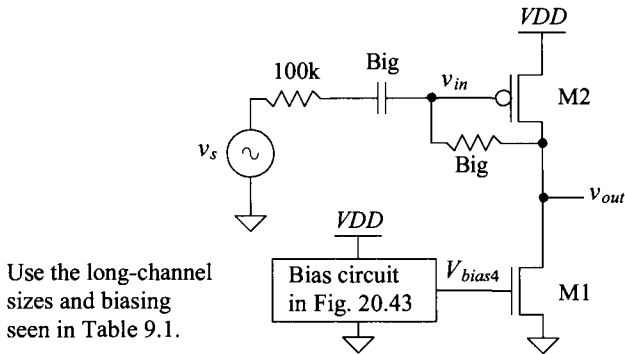 VDD
Big
100k
v_in
M2
v_s
Big
v_out
VDD
Bias circuit
in Fig. 20.43
V_bias4
M1
Use the long-channel
sizes and biasing
seen in Table 9.1.